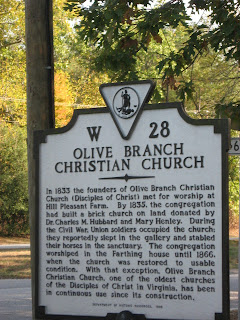 W 28
OLIVE BRANCH
CHRISTIAN CHURCH
In 1833 the founders of Olive Branch Christian
Church (Disciples of Christ) met for worship at
Hill Pleasant Farm. By 1835, the congregation
had built a brick church on land donated by
Dr. Charles M. Hubbard and Mary Henley. During
the Civil War, Union soldiers occupied the church;
they reportedly slept in the gallery and stabled
their horses in the sanctuary. The congregation
worshiped in the Farthing house until 1866,
when the church was restored to usable
condition. With that exception, Olive Branch
Christian Church, one of the oldest churches
of the Disciples of Christ in Virginia, has been
in continuous use since its construction.
DEPARTMENT OF HISTORIC RESOURCES,